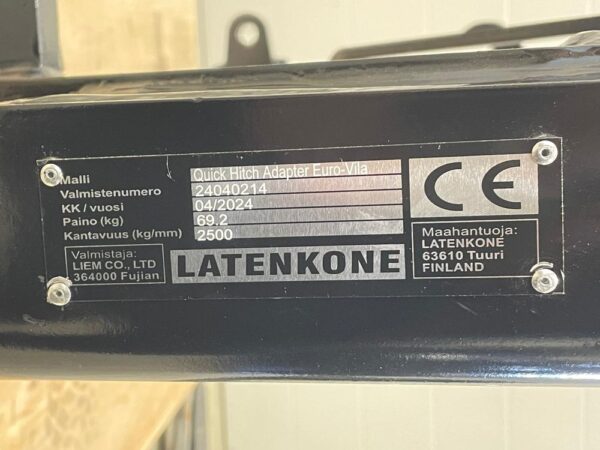 Malli Quick Hitch Adapter Euro-Vlla
Valmistenumero 24040214
KK / vuosi 04/2024
Paino (kg) 69.2
Kantavuus (kg/mm) 2500
Valmistaja:
LIEM CO., LTD
364000 Fujian
LATENKONE
CE
Maahantuoja:
LATENKONE
63610 Tuuri
FINLAND